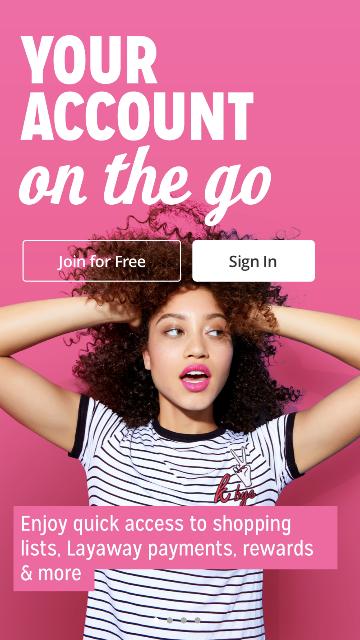 YOUR
ACCOUNT
on the go
Join for Free
Sign In
k bye
Enjoy quick access to shopping
lists, Layaway payments, rewards
& more